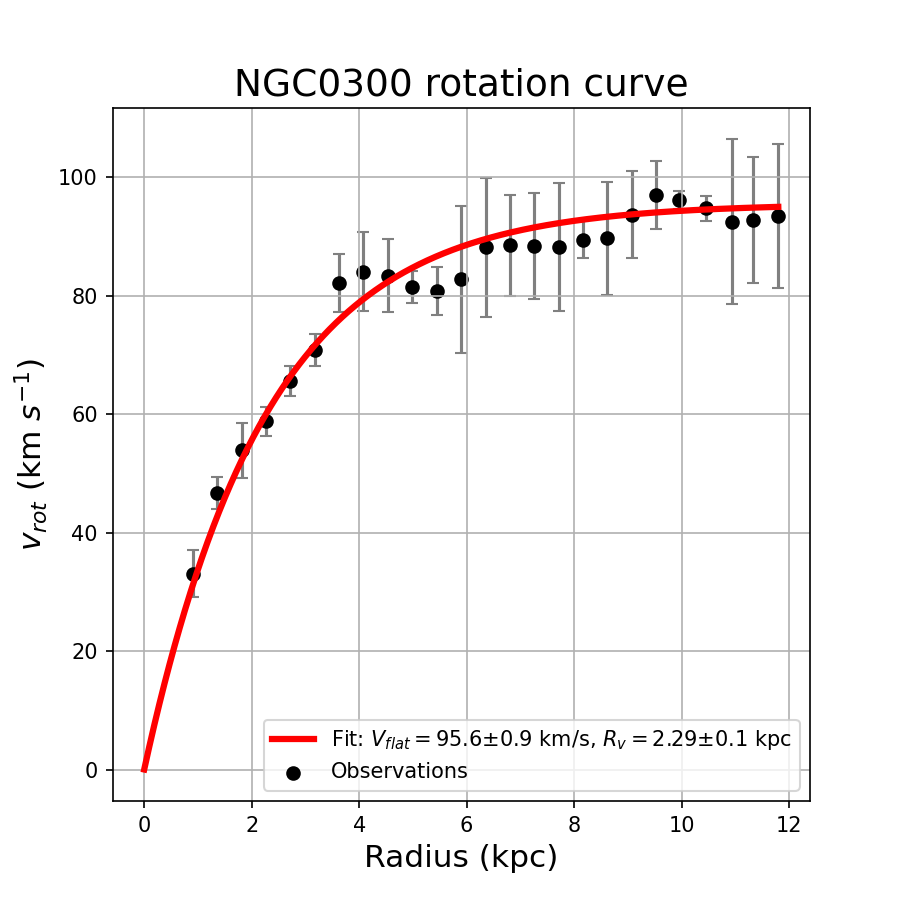 NGC0300 rotation curve
100
80
60
40
20
0
v_rot (km s⁻¹)
Fit: V_flat = 95.6±0.9 km/s, R_v = 2.29±0.1 kpc
Observations
0 2 4 6 8 10 12
Radius (kpc)